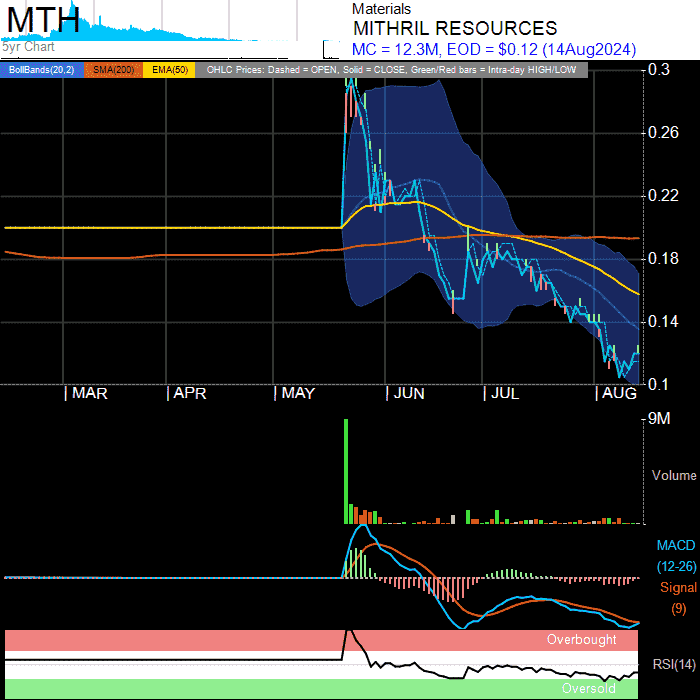 MTH
5yr Chart
Materials
MITHRIL RESOURCES
MC = 12.3M, EOD = $0.12 (14Aug2024)
BollBands(20,2) SMA(200) EMA(50) OHLC Prices: Dashed = OPEN, Solid = CLOSE, Green/Red bars = Intra-day HIGH/LOW
0.3
0.26
0.22
0.18
0.14
0.1
| MAR | APR | MAY | JUN | JUL | AUG
9M
Volume
MACD
(12-26)
Signal
(9)
Overbought
RSI(14)
Oversold